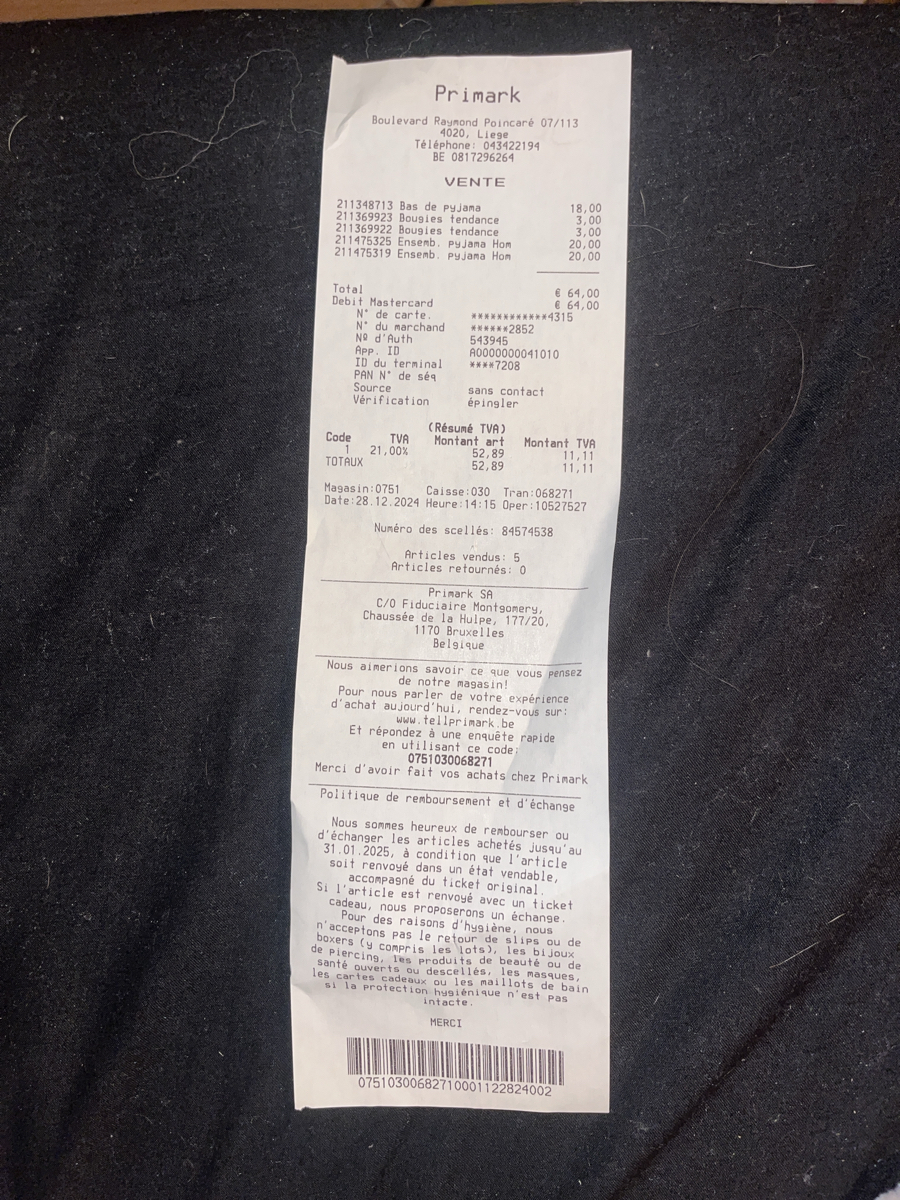 Primark
Boulevard Raymond Poincaré 07/113
4020, Liege
Téléphone: 043422194
BE 0817296264
VENTE
211348713 Bas de pyjama 18,00
211369923 Bougies tendance 3,00
211369922 Bougies tendance 3,00
211475325 Ensemb. pyjama Hom 20,00
211475319 Ensemb. pyjama Hom 20,00
Total € 64,00
Debit Mastercard € 64,00
N° de carte. ************4315
N° du marchand ******2852
Nº d'Auth 543945
App. ID A0000000041010
ID du terminal ****7208
PAN N° de séq
Source sans contact
Vérification épingler
(Résumé TVA)
Code TVA Montant art Montant TVA
1 21,00% 52,89 11,11
TOTAUX 52,89 11,11
Magasin:0751 Caisse:030 Tran:068271
Date:28.12.2024 Heure:14:15 Oper:10527527
Numéro des scellés: 84574538
Articles vendus: 5
Articles retournés: 0
Primark SA
C/O Fiduciaire Montgomery,
Chaussée de la Hulpe, 177/20,
1170 Bruxelles
Belgique
Nous aimerions savoir ce que vous pensez
de notre magasin!
Pour nous parler de votre expérience
d'achat aujourd'hui, rendez-vous sur:
www.tellprimark.be
Et répondez à une enquête rapide
en utilisant ce code:
0751030068271
Merci d'avoir fait vos achats chez Primark
Politique de remboursement et d'échange
Nous sommes heureux de rembourser ou
d'échanger les articles achetés jusqu'au
31.01.2025, à condition que l'article
soit renvoyé dans un état vendable,
accompagné du ticket original.
Si l'article est renvoyé avec un ticket
cadeau, nous proposerons un échange.
Pour des raisons d'hygiène, nous
n'acceptons pas le retour de slips ou de
boxers (y compris les lots), les bijoux
de piercing, les produits de beauté ou de
santé ouverts ou descellés, les masques,
les cartes cadeaux ou les maillots de bain
si la protection hygiénique n'est pas
intacte.
MERCI
07510300682710001122824002